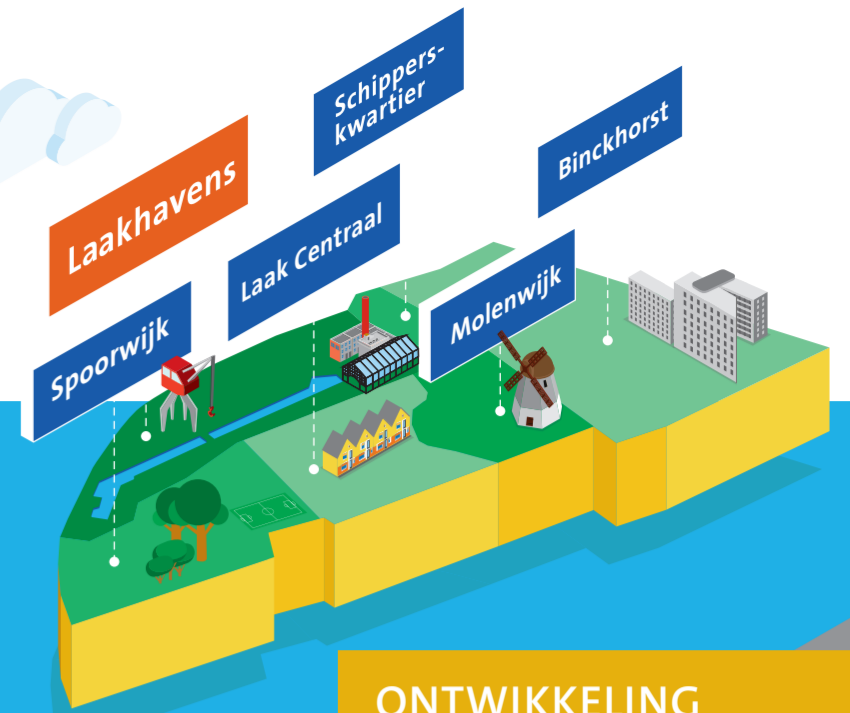 Schippers-
kwartier
Binckhorst
Laakhavens
Laak Centraal
Molenwijk
Spoorwijk
ONTWIKKELING